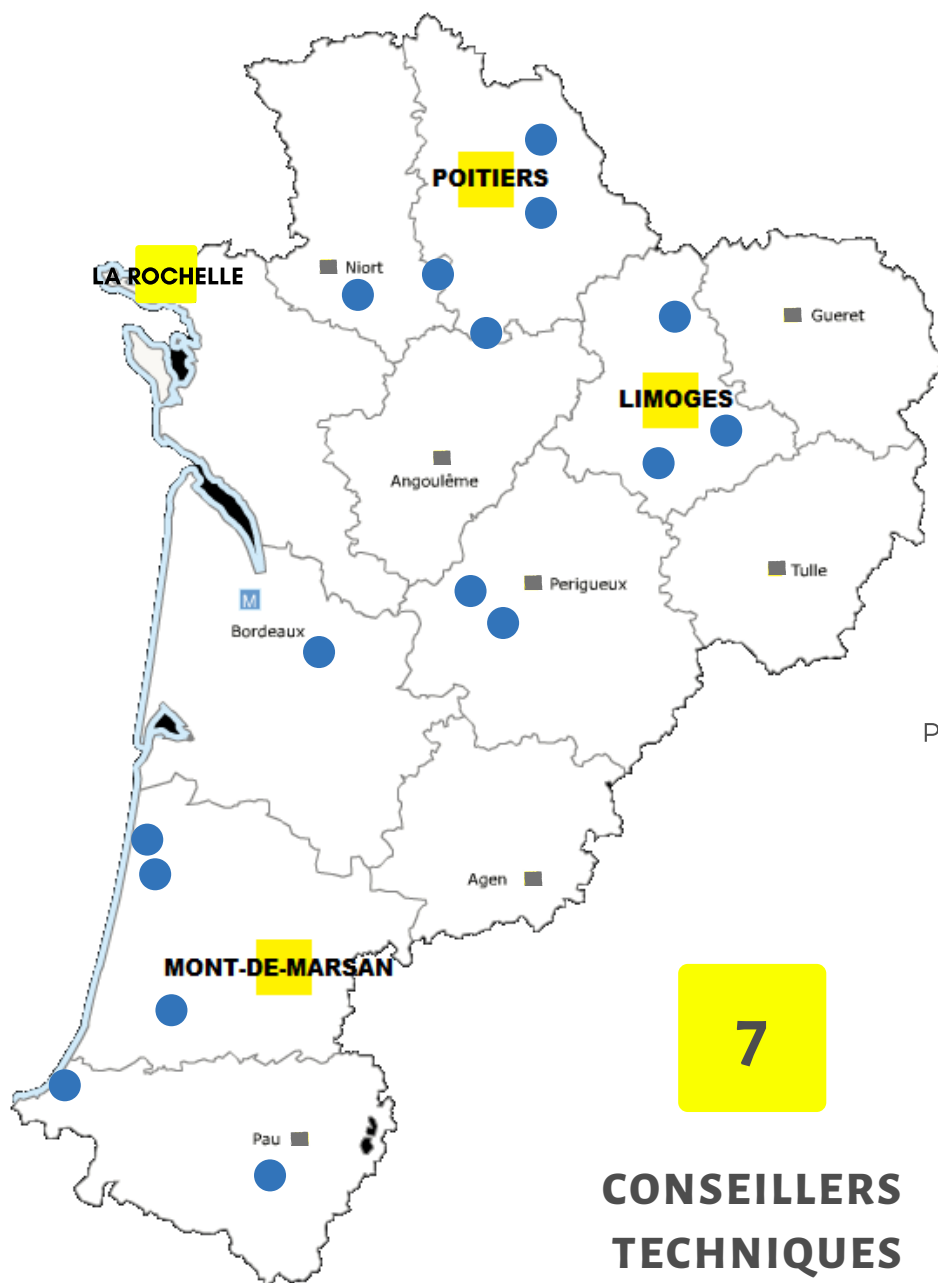 POITIERS
LA ROCHELLE
Niort
Gueret
LIMOGES
Angoulême
Perigueux
Tulle
M
Bordeaux
P
Agen
MONT-DE-MARSAN
7
Pau
CONSEILLERS
TECHNIQUES